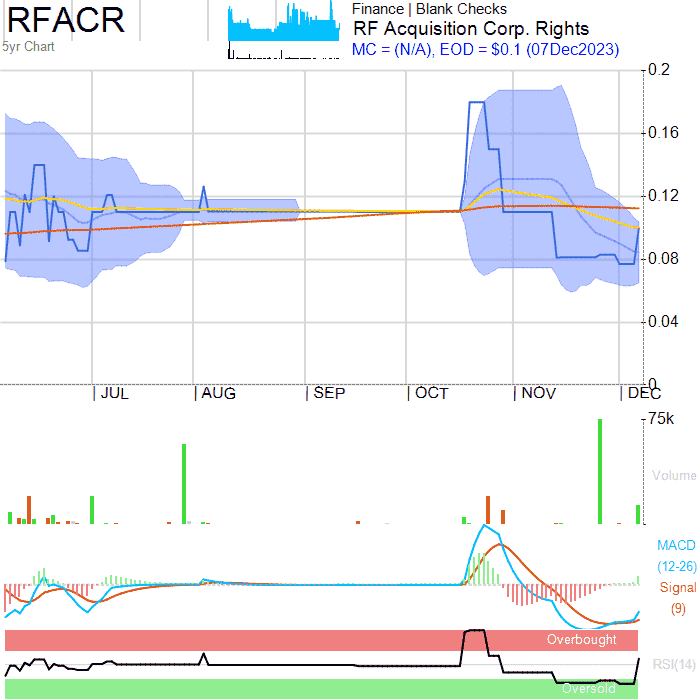 RFACR
5yr Chart
Finance | Blank Checks
RF Acquisition Corp. Rights
MC = (N/A), EOD = $0.1 (07Dec2023)
0.2
0.16
0.12
0.08
0.04
0
JUL AUG SEP OCT NOV DEC
75k
Volume
MACD
(12-26)
Signal
(9)
Overbought
RSI(14)
Oversold